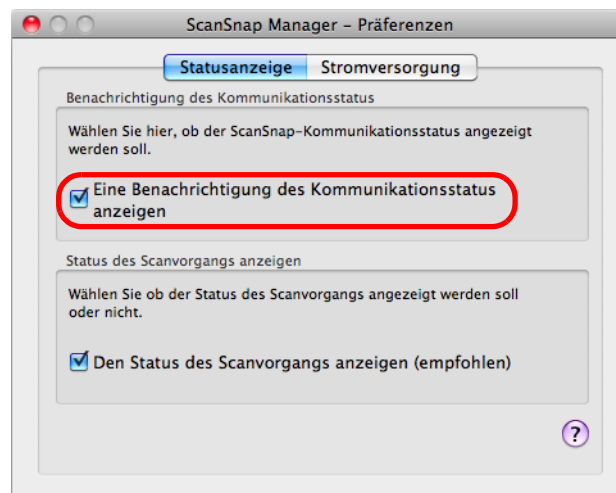 ScanSnap Manager – Präferenzen
Statusanzeige Stromversorgung
Benachrichtigung des Kommunikationsstatus
Wählen Sie hier, ob der ScanSnap-Kommunikationsstatus angezeigt
werden soll.
Eine Benachrichtigung des Kommunikationsstatus
anzeigen
Status des Scanvorgangs anzeigen
Wählen Sie ob der Status des Scanvorgangs angezeigt werden soll
oder nicht.
Den Status des Scanvorgangs anzeigen (empfohlen)
?